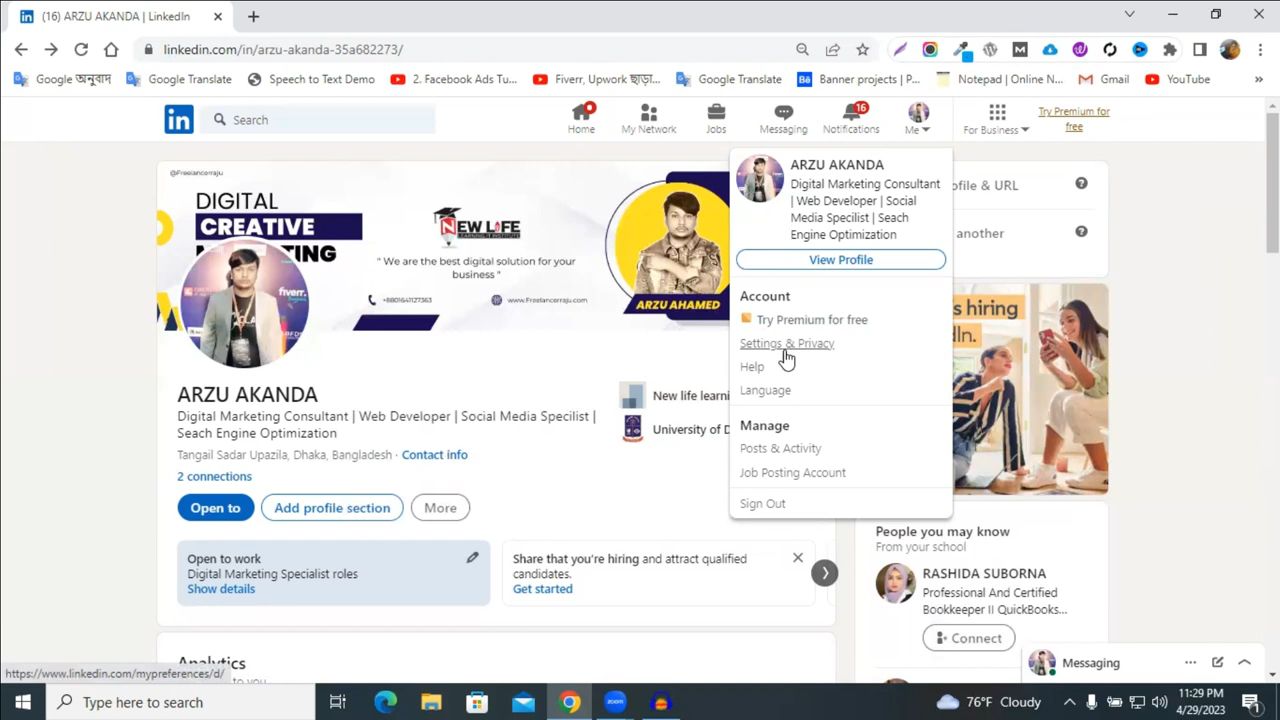 (16) ARZU AKANDA | LinkedIn
linkedin.com/in/arzu-akanda-35a682273/
Google অনুবাদ
Google Translate
Speech to Text Demo
2. Facebook Ads Tu...
Fiverr, Upwork ছাড়া...
Google Translate
Banner projects | P...
Notepad | Online N...
Gmail
YouTube
in
Search
Home
My Network
Jobs
Messaging
16
Notifications
Me
For Business
Try Premium for
free
@Freelancerraju
DIGITAL
CREATIVE
NEW LIFE
" We are the best digital solution for your
business "
+8801641127363
www.Freelancerraju.com
ARZU AHAMED
ARZU AKANDA
Digital Marketing Consultant | Web Developer | Social Media Specilist |
Seach Engine Optimization
Tangail Sadar Upazila, Dhaka, Bangladesh · Contact info
2 connections
Open to
Add profile section
More
New life learni
University of D
Open to work
Digital Marketing Specialist roles
Show details
Share that you're hiring and attract qualified
candidates.
Get started
Analytics
ARZU AKANDA
Digital Marketing Consultant
| Web Developer | Social
Media Specilist | Seach
Engine Optimization
View Profile
Account
Try Premium for free
Settings & Privacy
Help
Language
Manage
Posts & Activity
Job Posting Account
Sign Out
ofile & URL
another
s hiring
In.
People you may know
From your school
RASHIDA SUBORNA
Professional And Certified
Bookkeeper II QuickBooks...
Connect
Messaging
https://www.linkedin.com/mypreferences/d/
Type here to search
zoom
76°F Cloudy
11:29 PM
4/29/2023